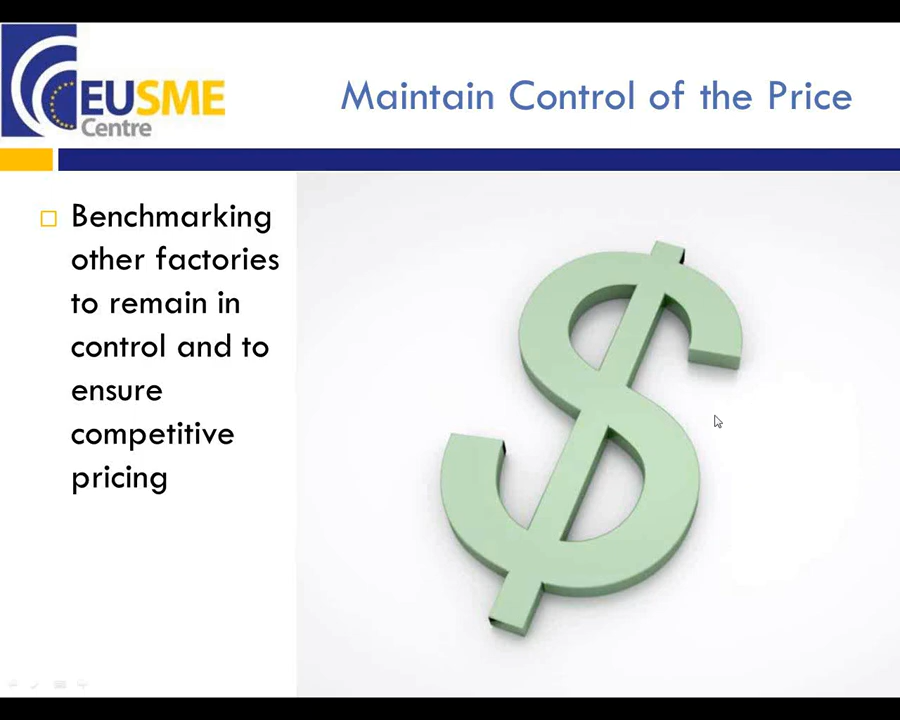 EUSME
Centre
Maintain Control of the Price
Benchmarking
other factories
to remain in
control and to
ensure
competitive
pricing